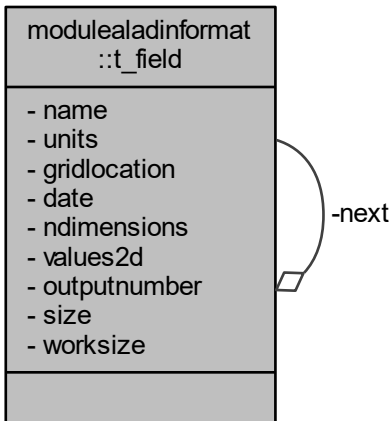 modulealadinformat
::t_field
- name
- units
- gridlocation
- date
- ndimensions
- values2d
- outputnumber
- size
- worksize
-next